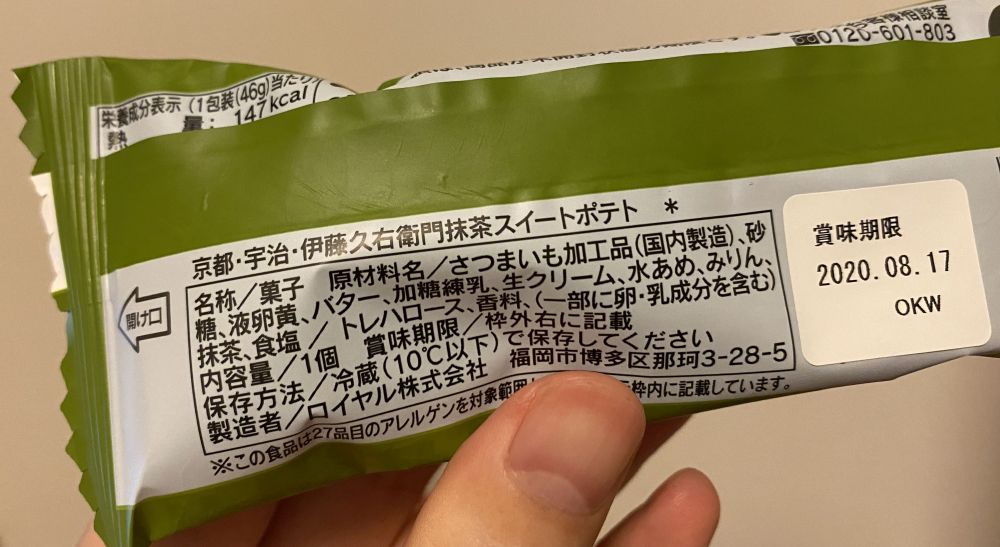 お客様相談室
0120-601-803
栄養成分表示(1包装(46g)当たり)
熱 量: 147kcal
京都・宇治・伊藤久右衛門抹茶スイートポテト *
名称/菓子 原材料名/さつまいも加工品(国内製造)、砂
糖、液卵黄、バター、加糖練乳、生クリーム、水あめ、みりん、
抹茶、食塩/トレハロース、香料、(一部に卵・乳成分を含む)
内容量/1個 賞味期限/枠外右に記載
保存方法/冷蔵(10℃以下)で保存してください
製造者/ロイヤル株式会社 福岡市博多区那珂3-28-5
※この食品は27品目のアレルゲンを対象範囲 枠内に記載しています。
開け口
賞味期限
2020.08.17
OKW